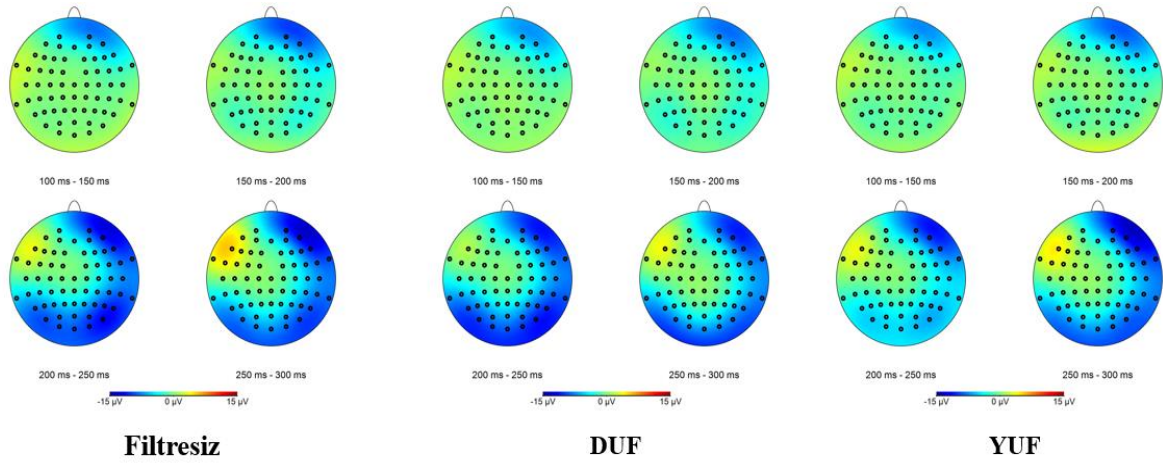 100 ms - 150 ms
150 ms - 200 ms
200 ms - 250 ms
250 ms - 300 ms
-15 µV 0 µV 15 µV
Filtresiz
100 ms - 150 ms
150 ms - 200 ms
200 ms - 250 ms
250 ms - 300 ms
-15 µV 0 µV 15 µV
DUF
100 ms - 150 ms
150 ms - 200 ms
200 ms - 250 ms
250 ms - 300 ms
-15 µV 0 µV 15 µV
YUF